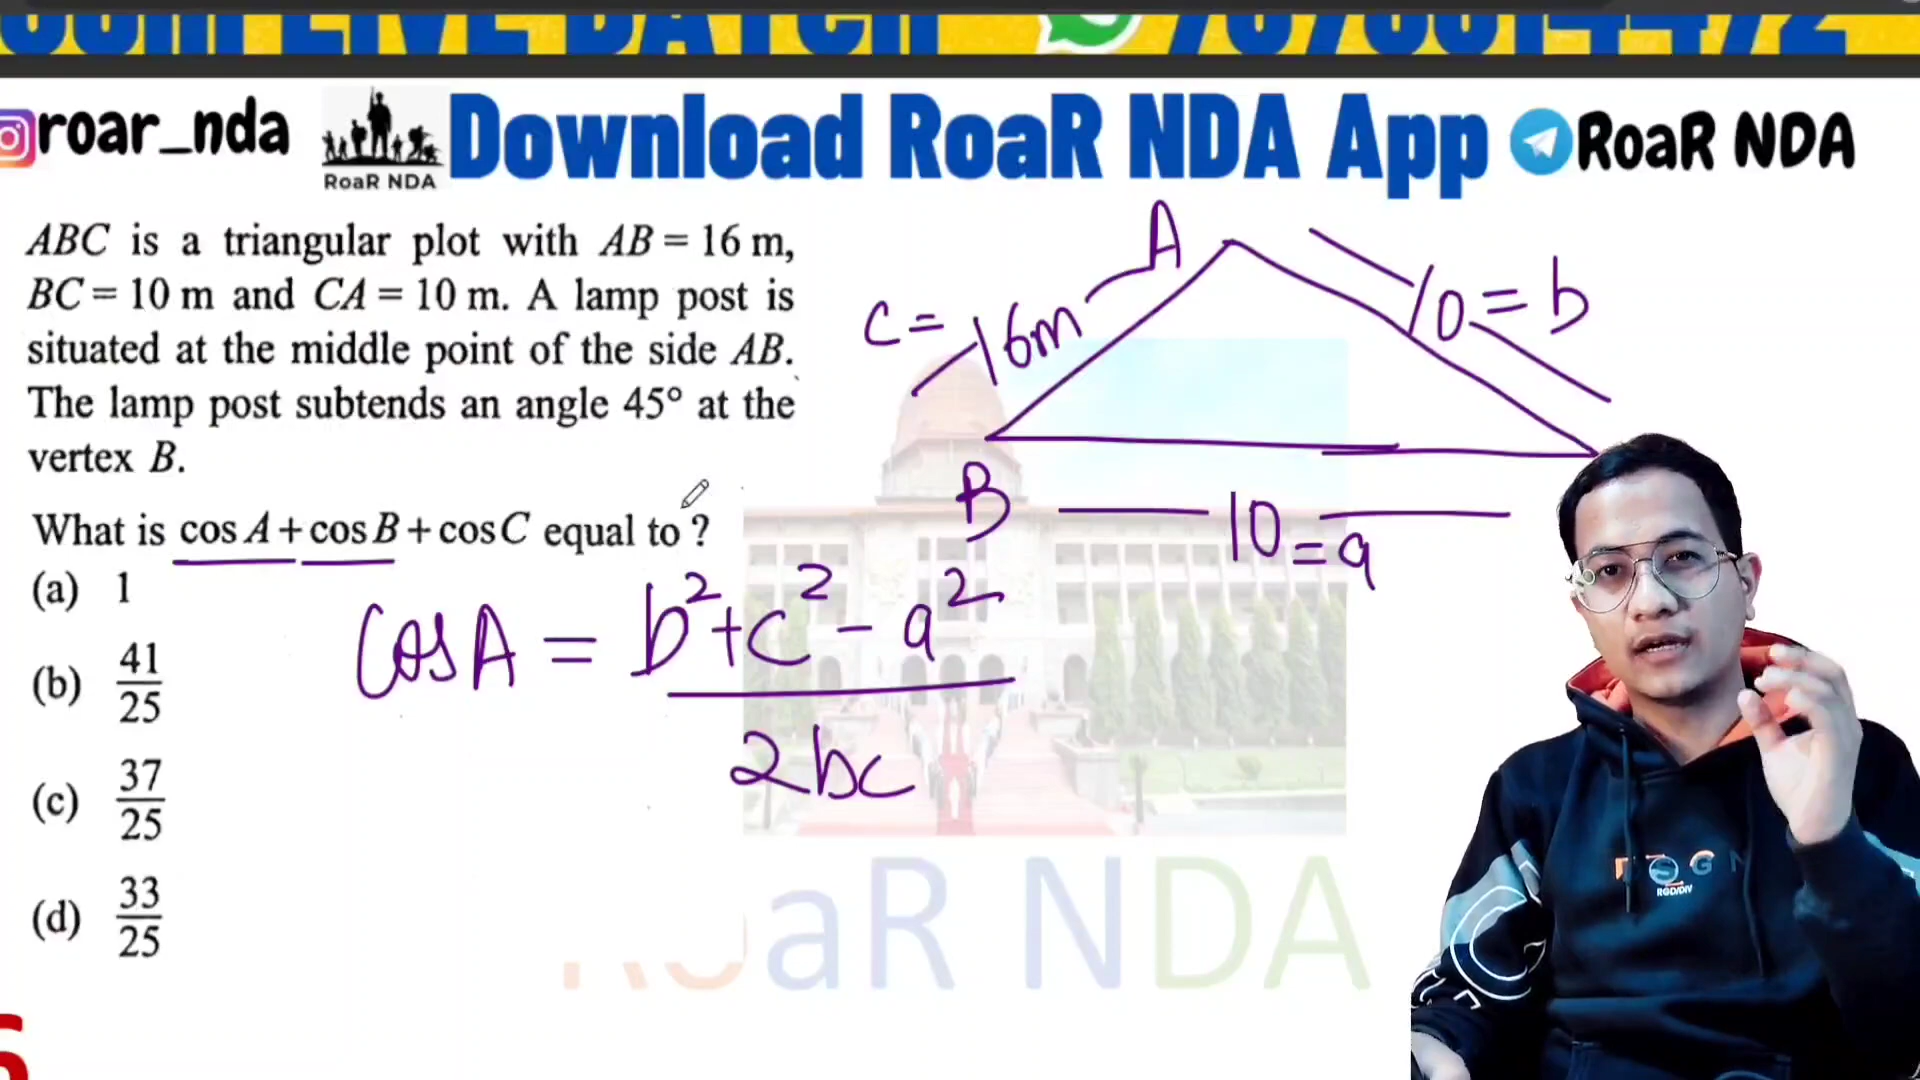 roar_nda RoaR NDA Download RoaR NDA App RoaR NDA
ABC is a triangular plot with AB = 16 m,
BC = 10 m and CA = 10 m. A lamp post is
situated at the middle point of the side AB.
The lamp post subtends an angle 45° at the
vertex B.
What is cos A + cos B + cos C equal to ?
(a) 1
(b) 41/25
(c) 37/25
(d) 33/25
A
c = 16m
10 = b
B
10 = a
cosA = b²+c²-a²
2bc
RoaR NDA
RGD/DIV